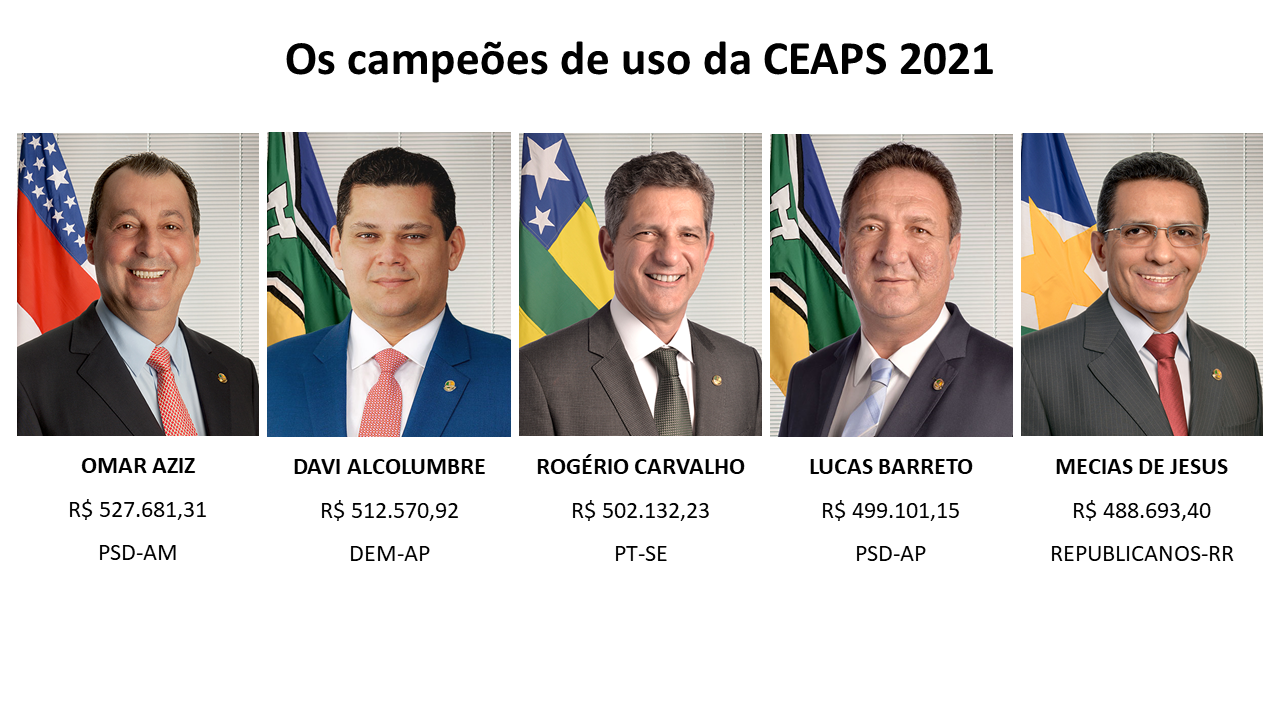 Os campeões de uso da CEAPS 2021
OMAR AZIZ
R$ 527.681,31
PSD-AM
DAVI ALCOLUMBRE
R$ 512.570,92
DEM-AP
ROGÉRIO CARVALHO
R$ 502.132,23
PT-SE
LUCAS BARRETO
R$ 499.101,15
PSD-AP
MECIAS DE JESUS
R$ 488.693,40
REPUBLICANOS-RR